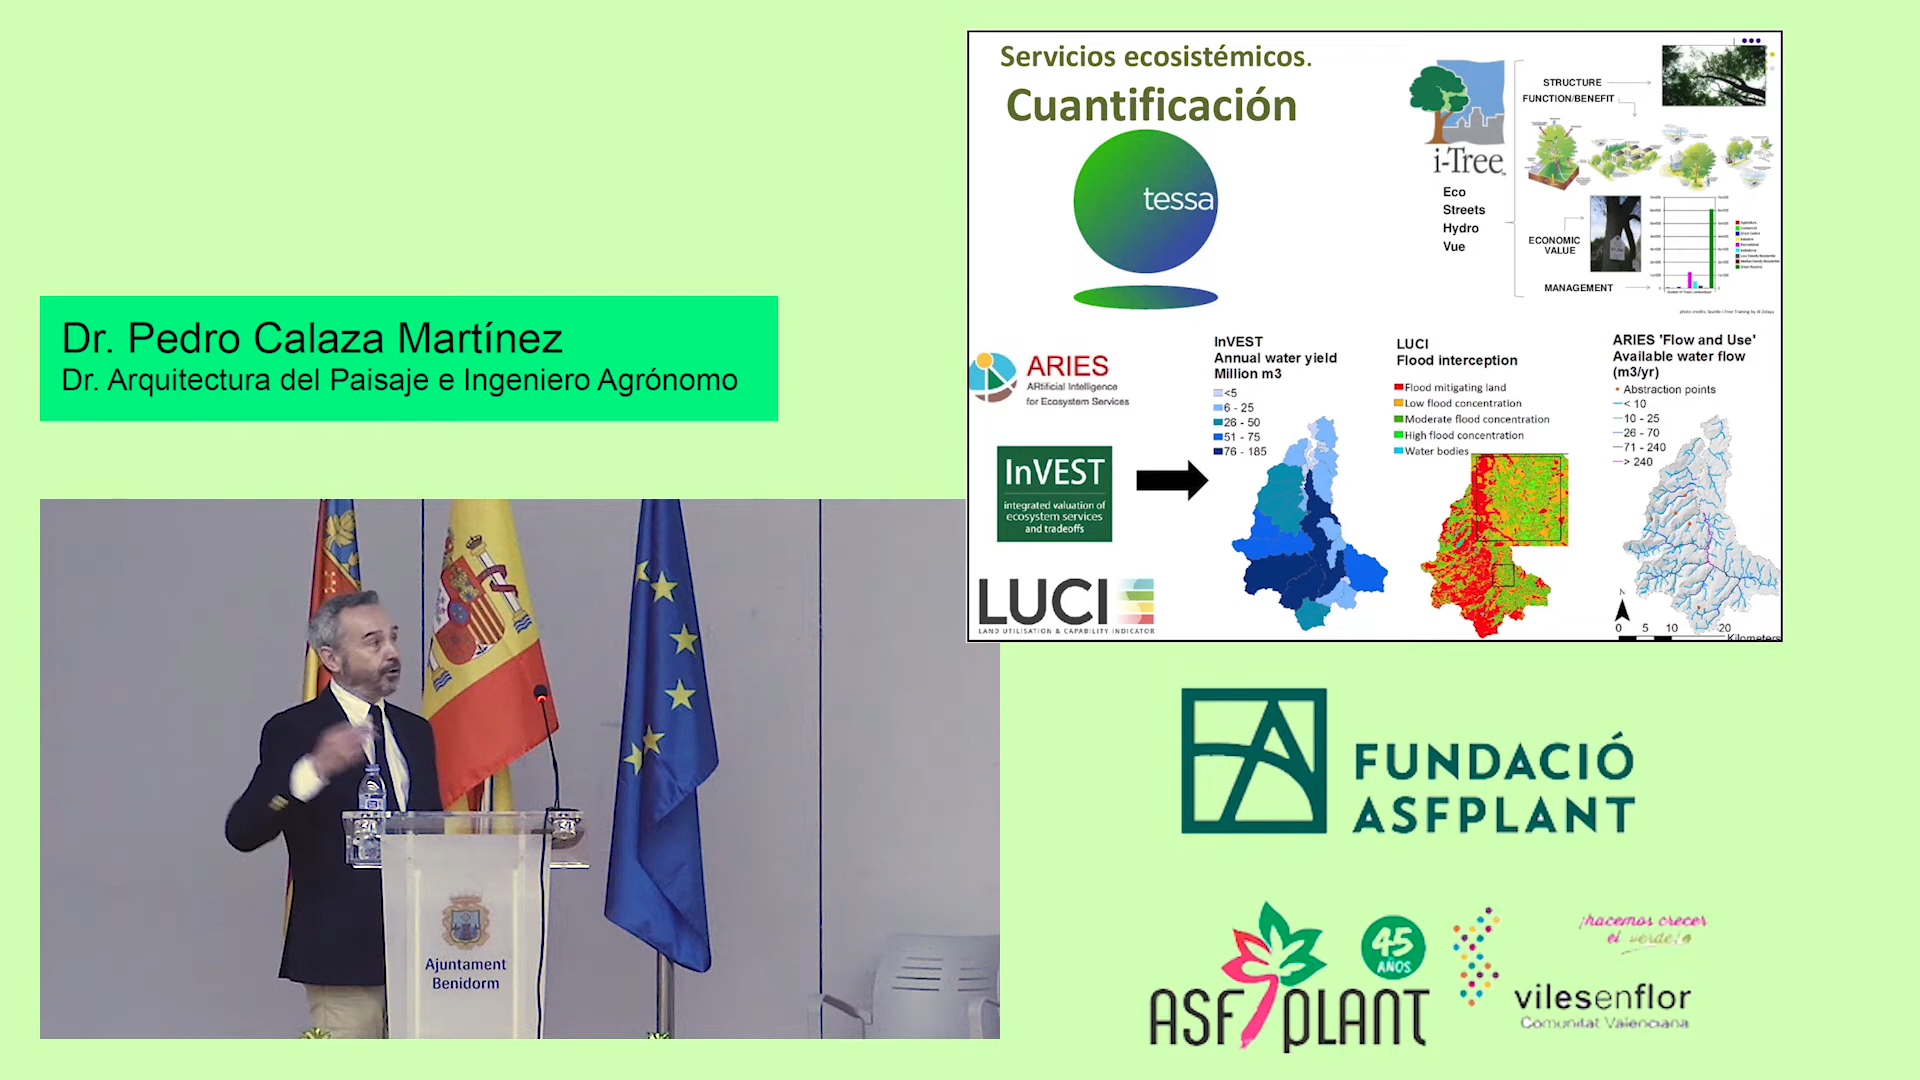 Dr. Pedro Calaza Martínez
Dr. Arquitectura del Paisaje e Ingeniero Agrónomo
Servicios ecosistémicos.
Cuantificación
tessa
i-Tree
Eco
Streets
Hydro
Vue
STRUCTURE
FUNCTION/BENEFIT
ECONOMIC
VALUE
MANAGEMENT
ARIES
ARtificial Intelligence
for Ecosystem Services
InVEST
integrated valuation of
ecosystem services
and tradeoffs
LUCI
LAND UTILISATION & CAPABILITY INDICATOR
InVEST
Annual water yield
Million m3
<5
6 - 25
26 - 50
51 - 75
76 - 185
LUCI
Flood interception
Flood mitigating land
Low flood concentration
Moderate flood concentration
High flood concentration
Water bodies
ARIES 'Flow and Use'
Available water flow
(m3/yr)
Abstraction points
< 10
10 - 25
26 - 70
71 - 240
> 240
N
0 5 10 20
Kilometers
Ajuntament
Benidorm
FUNDACIÓ
ASFPLANT
ASFPLANT
45
AÑOS
¡hacemos crecer
el verde!
vilesenflor
Comunitat Valenciana